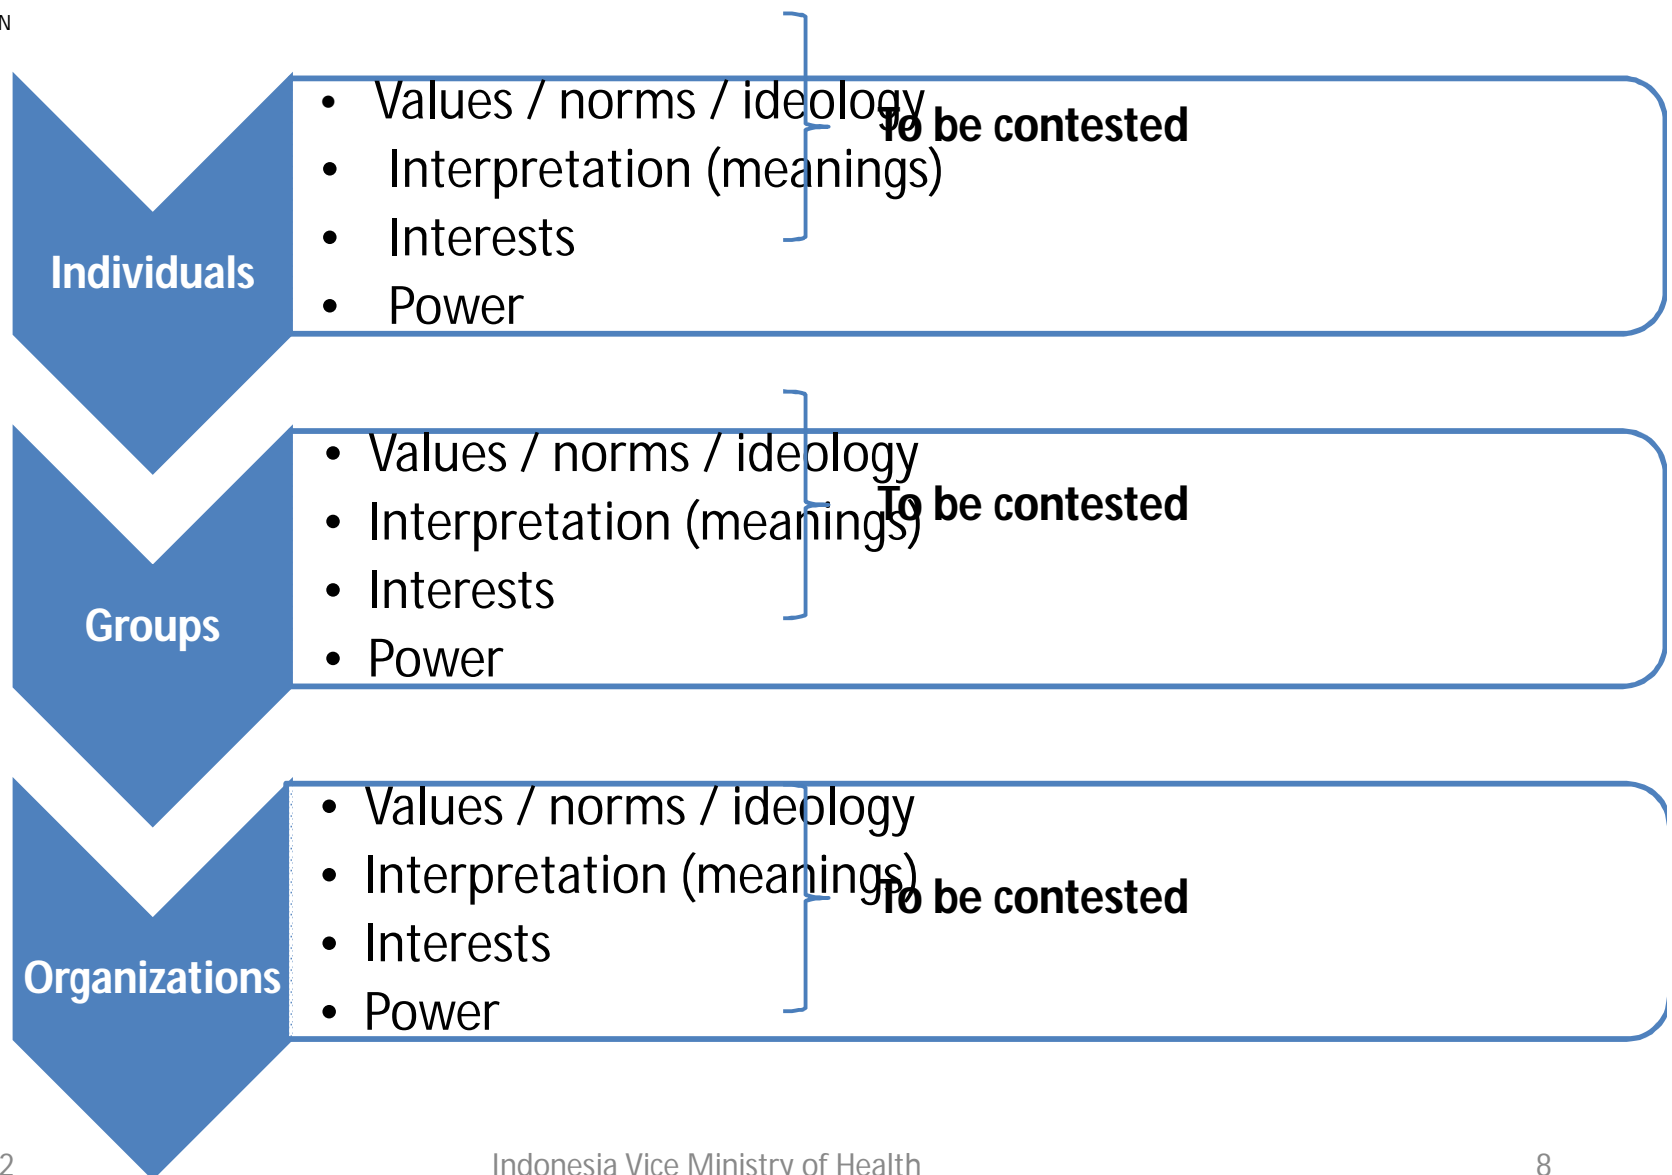 N
• Values / norms / ideology
To be contested
• Interpretation (meanings)
• Interests
• Power
Individuals
• Values / norms / ideology
• Interpretation (meanings)
To be contested
• Interests
• Power
Groups
• Values / norms / ideology
• Interpretation (meanings)
To be contested
• Interests
• Power
Organizations
2 Indonesia Vice Ministry of Health 8